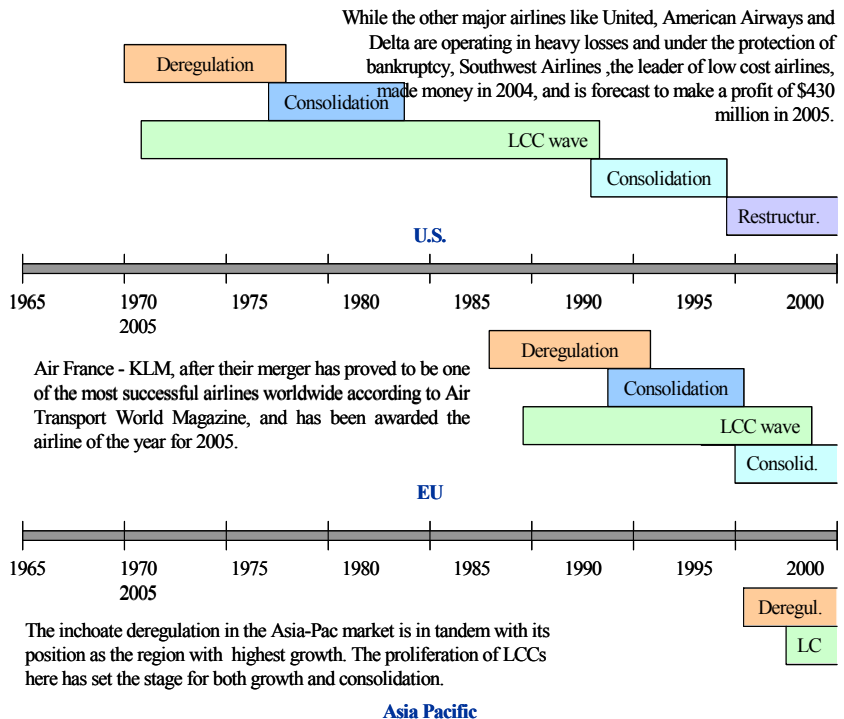 While the other major airlines like United, American Airways and
Delta are operating in heavy losses and under the protection of
bankruptcy, Southwest Airlines ,the leader of low cost airlines,
made money in 2004, and is forecast to make a profit of $430
million in 2005.
Deregulation
Consolidation
LCC wave
Consolidation
Restructur.
U.S.
1965 1970 1975 1980 1985 1990 1995 2000
2005
Deregulation
Air France - KLM, after their merger has proved to be one
of the most successful airlines worldwide according to Air
Transport World Magazine, and has been awarded the
airline of the year for 2005.
Consolidation
LCC wave
Consolid.
EU
1965 1970 1975 1980 1985 1990 1995 2000
2005
Deregul.
LC
The inchoate deregulation in the Asia-Pac market is in tandem with its
position as the region with highest growth. The proliferation of LCCs
here has set the stage for both growth and consolidation.
Asia Pacific